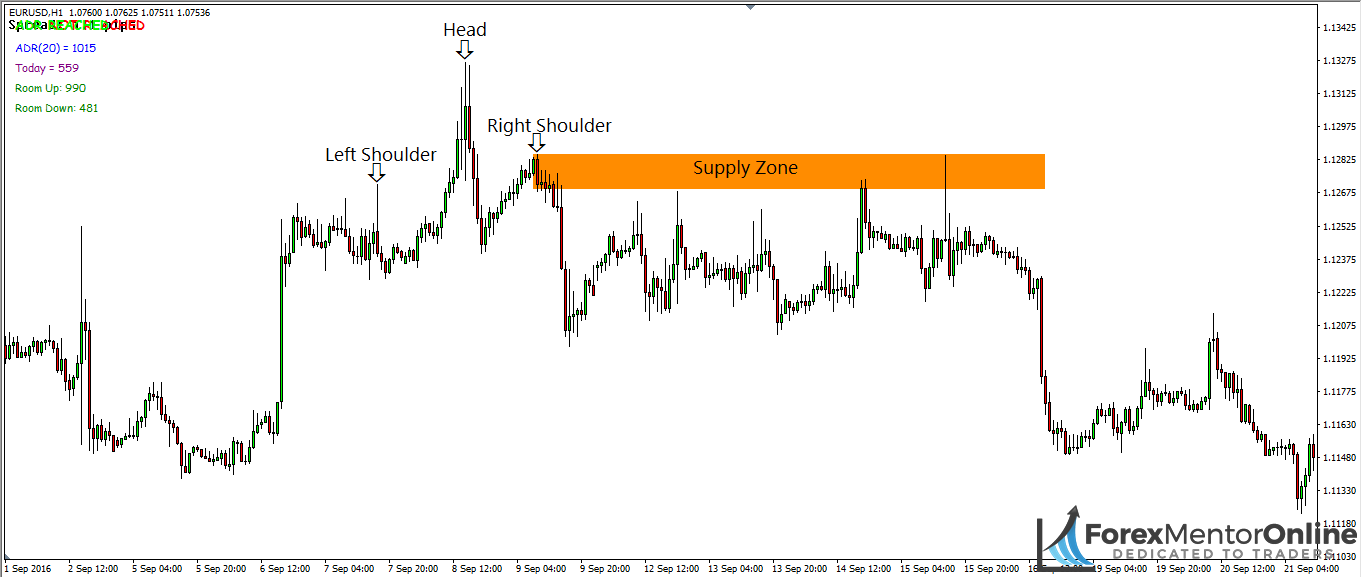 EURUSD,H1 1.07600 1.07625 1.07511 1.07536
ADR(20) = 1015
Today = 559
Room Up: 990
Room Down: 481
Head
Right Shoulder
Left Shoulder
Supply Zone
1.13425
1.13275
1.13125
1.12975
1.12825
1.12675
1.12525
1.12375
1.12225
1.12075
1.11925
1.11775
1.11630
1.11480
1.11330
1.11180
1.11030
ForexMentorOnline
DEDICATED TO TRADERS
1 Sep 2016 2 Sep 12:00 5 Sep 04:00 5 Sep 20:00 6 Sep 12:00 7 Sep 04:00 7 Sep 20:00 8 Sep 12:00 9 Sep 04:00 9 Sep 20:00 12 Sep 12:00 13 Sep 04:00 13 Sep 20:00 14 Sep 12:00 15 Sep 04:00 15 Sep 20:00 19 Sep 04:00 19 Sep 20:00 20 Sep 12:00 21 Sep 04:00